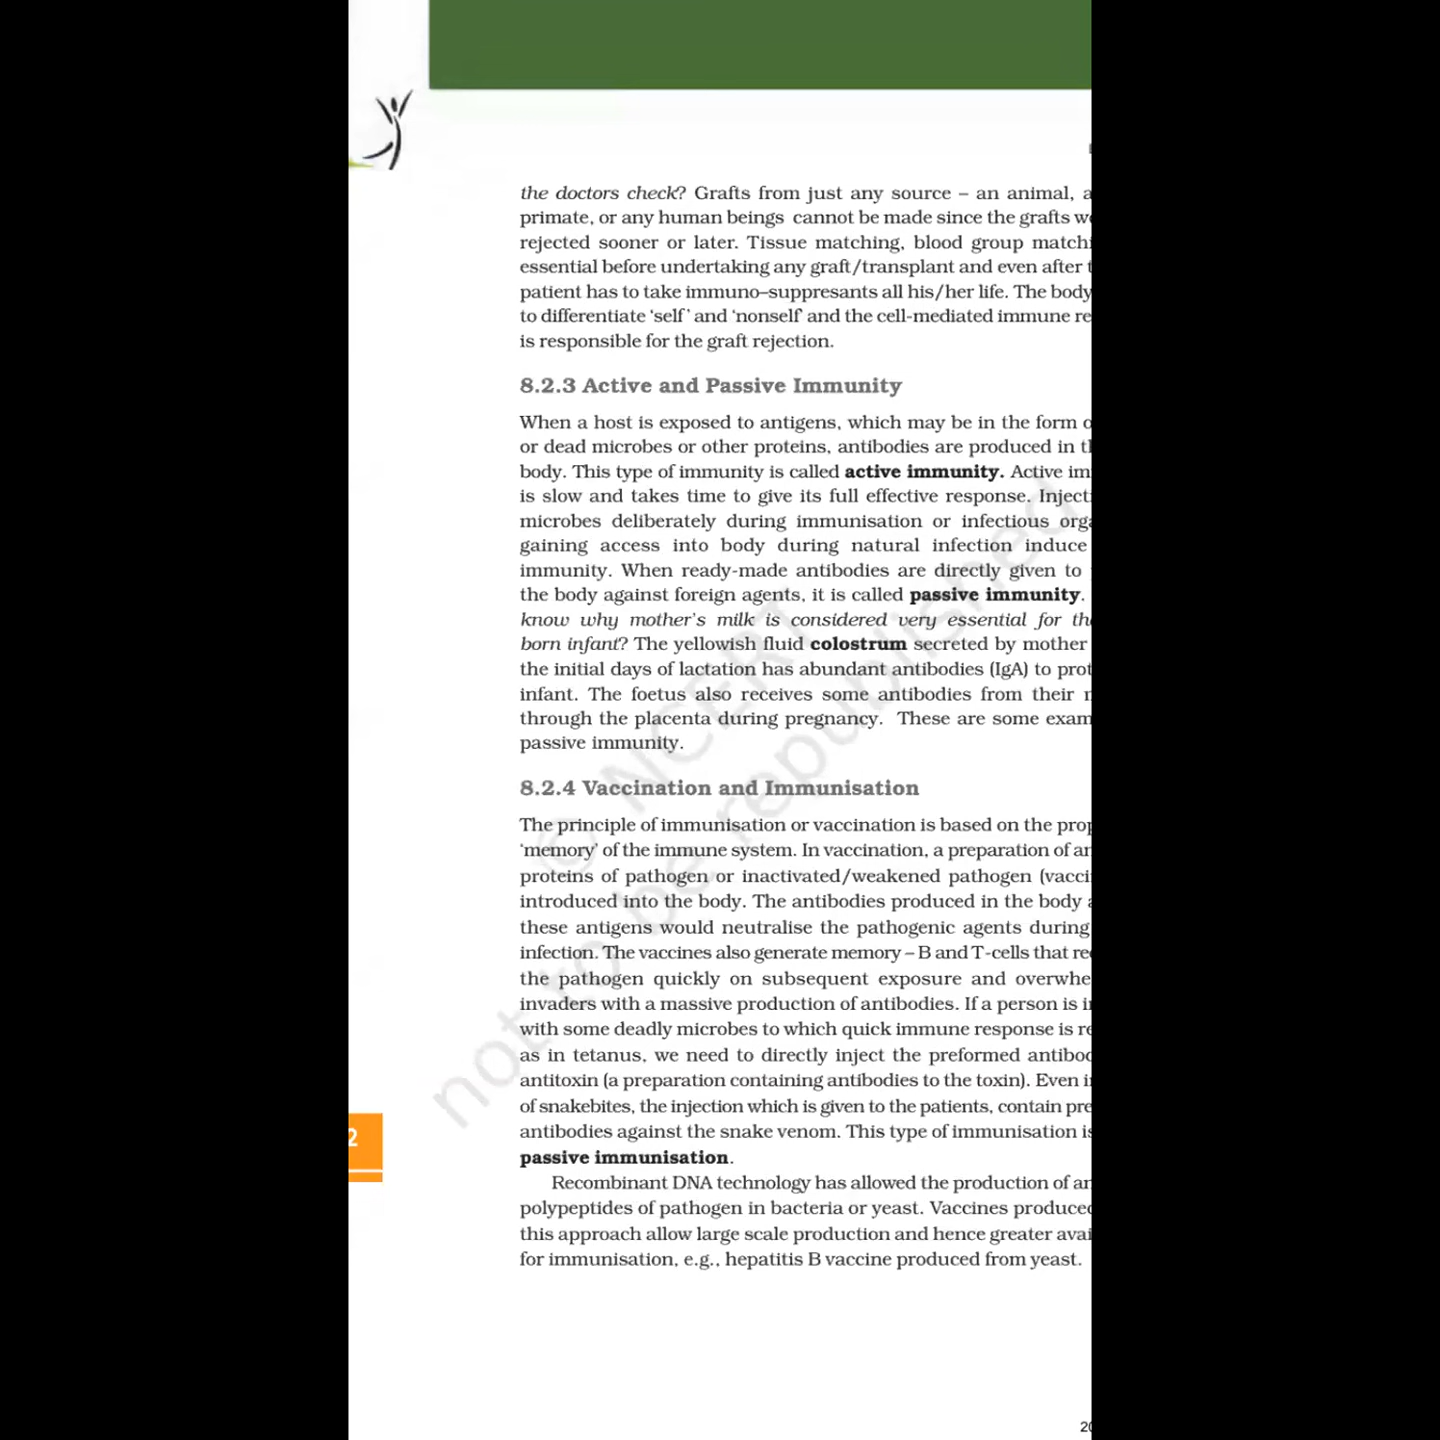 the doctors check? Grafts from just any source – an animal, a
primate, or any human beings cannot be made since the grafts
rejected sooner or later. Tissue matching, blood group
essential before undertaking any graft/transplant and even after
patient has to take immuno–suppresants all his/her life. The body
to differentiate ‘self’ and ‘nonself’ and the cell-mediated immune
is responsible for the graft rejection.
8.2.3 Active and Passive Immunity
When a host is exposed to antigens, which may be in the form
or dead microbes or other proteins, antibodies are produced in
body. This type of immunity is called active immunity. Active
is slow and takes time to give its full effective response.
microbes deliberately during immunisation or infectious
gaining access into body during natural infection induce
immunity. When ready-made antibodies are directly given to
the body against foreign agents, it is called passive immunity.
know why mother's milk is considered very essential for
born infant? The yellowish fluid colostrum secreted by mother
the initial days of lactation has abundant antibodies (IgA) to
infant. The foetus also receives some antibodies from their
through the placenta during pregnancy. These are some
passive immunity.
8.2.4 Vaccination and Immunisation
The principle of immunisation or vaccination is based on the
‘memory’ of the immune system. In vaccination, a preparation of
proteins of pathogen or inactivated/weakened pathogen
introduced into the body. The antibodies produced in the body
these antigens would neutralise the pathogenic agents during
infection. The vaccines also generate memory – B and T-cells that
the pathogen quickly on subsequent exposure and
invaders with a massive production of antibodies. If a person is
with some deadly microbes to which quick immune response is
as in tetanus, we need to directly inject the preformed
antitoxin (a preparation containing antibodies to the toxin). Even
of snakebites, the injection which is given to the patients, contain
antibodies against the snake venom. This type of immunisation is
passive immunisation.
Recombinant DNA technology has allowed the production of
polypeptides of pathogen in bacteria or yeast. Vaccines
this approach allow large scale production and hence greater
for immunisation, e.g., hepatitis B vaccine produced from yeast.
© NCERT
not to be republished
2